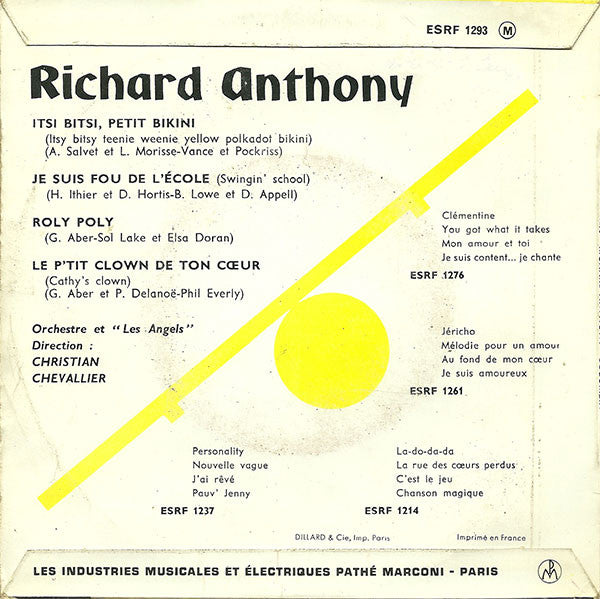 ESRF 1293 M
Richard Anthony
ITSI BITSI, PETIT BIKINI
(Itsy bitsy teenie weenie yellow polkadot bikini)
(A. Salvet et L. Morisse-Vance et Pockriss)
JE SUIS FOU DE L'ÉCOLE (Swingin' school)
(H. Ithier et D. Hortis-B. Lowe et D. Appell)
ROLY POLY
(G. Aber-Sol Lake et Elsa Doran)
LE P'TIT CLOWN DE TON CŒUR
(Cathy's clown)
(G. Aber et P. Delanoë-Phil Everly)
Orchestre et "Les Angels"
Direction :
CHRISTIAN
CHEVALLIER
Clémentine
You got what it takes
Mon amour et toi
Je suis content... je chante
ESRF 1276
Jéricho
Mélodie pour un amour
Au fond de mon cœur
Je suis amoureux
ESRF 1261
Personality
Nouvelle vague
J'ai rêvé
Pauv' Jenny
ESRF 1237
La-do-da-da
La rue des cœurs perdus
C'est le jeu
Chanson magique
ESRF 1214
DILLARD & Cie, Imp. Paris
Imprimé en France
LES INDUSTRIES MUSICALES ET ÉLECTRIQUES PATHÉ MARCONI - PARIS